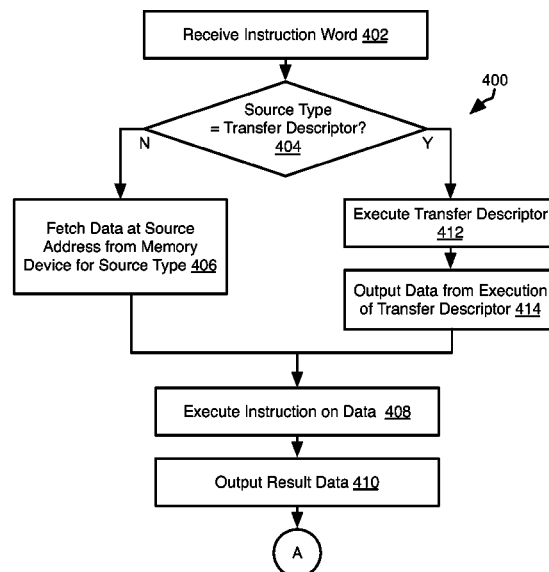 Receive Instruction Word 402
400
Source Type
= Transfer Descriptor?
404
N
Y
Fetch Data at Source
Address from Memory
Device for Source Type 406
Execute Transfer Descriptor
412
Output Data from Execution
of Transfer Descriptor 414
Execute Instruction on Data 408
Output Result Data 410
A